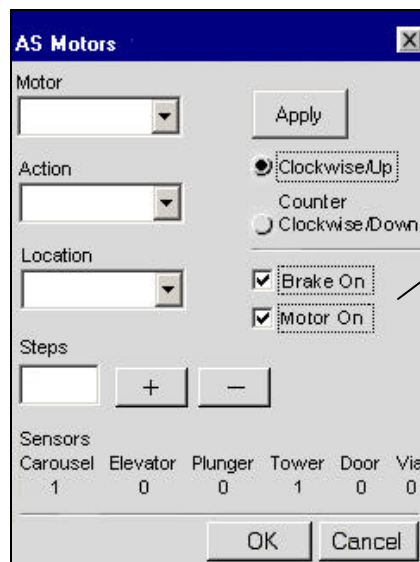 AS Motors
Motor
Apply
Action
Clockwise/Up
Counter
Clockwise/Down
Location
Brake On
Motor On
Steps
+ −
Sensors
Carousel Elevator Plunger Tower Door Via
1 0 0 1 0 0
OK Cancel